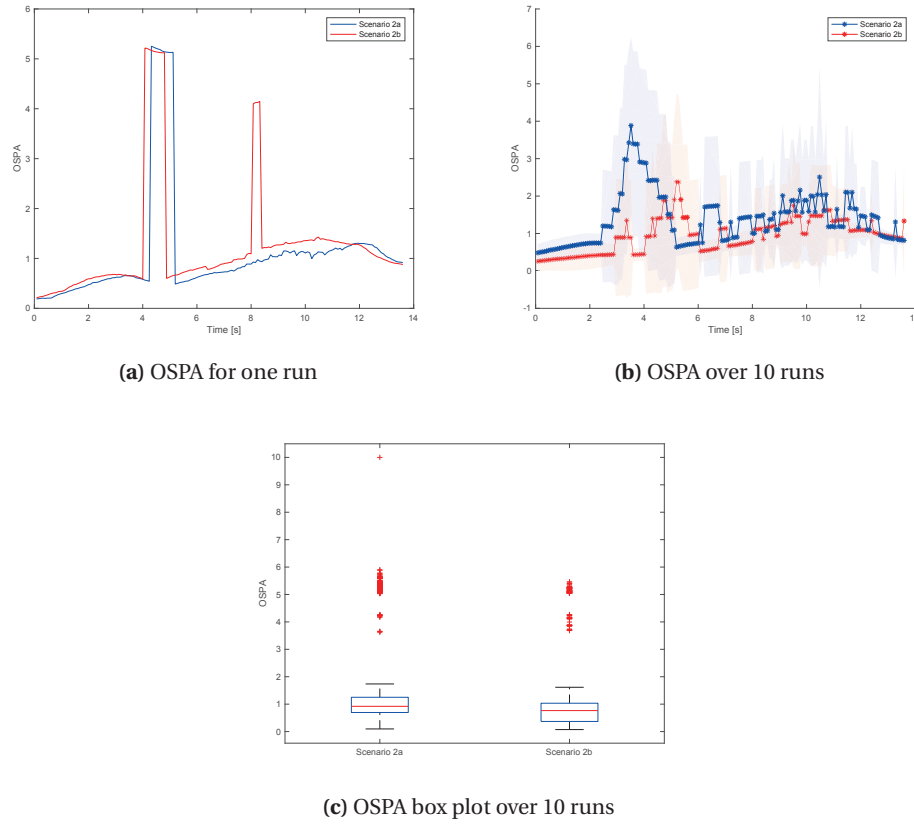 6
5
4
3
2
1
0
OSPA
0 2 4 6 8 10 12 14
Time [s]
Scenario 2a
Scenario 2b
(a) OSPA for one run
7
6
5
4
3
2
1
0
-1
OSPA
0 2 4 6 8 10 12
Time [s]
Scenario 2a
Scenario 2b
(b) OSPA over 10 runs
10
9
8
7
6
5
4
3
2
1
0
OSPA
Scenario 2a Scenario 2b
(c) OSPA box plot over 10 runs